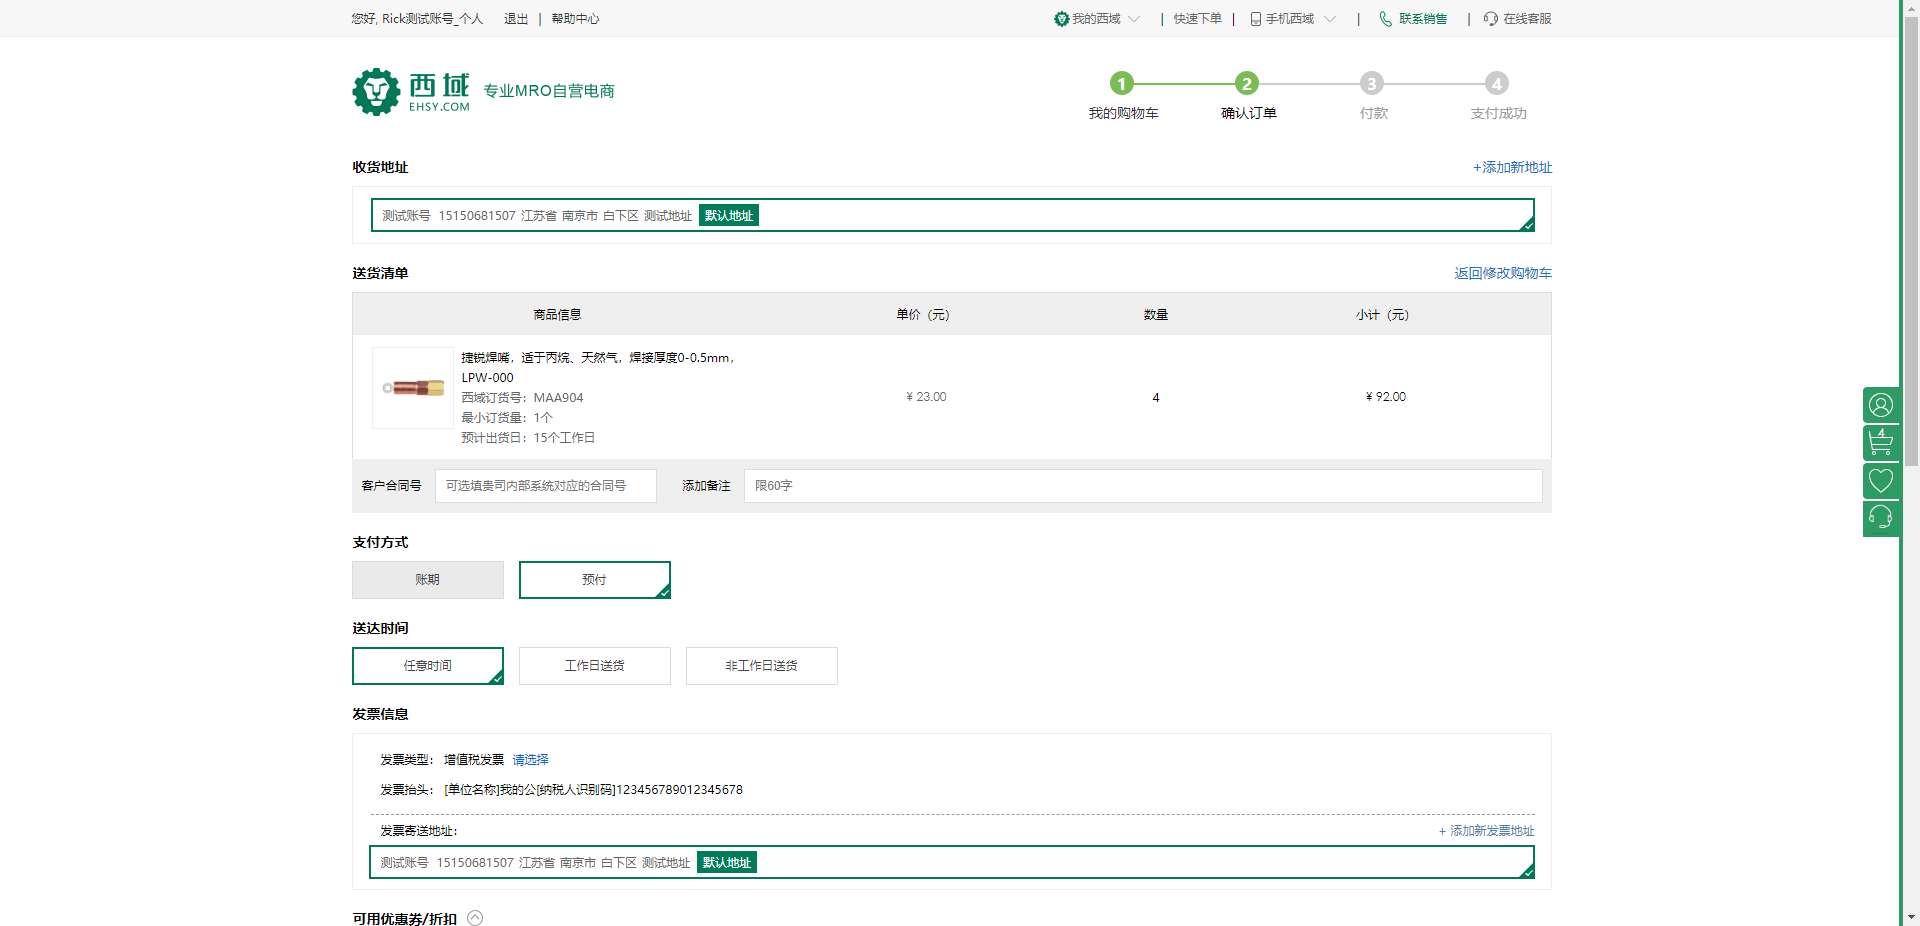 您好, Rick测试账号_个人 退出 | 帮助中心 我的西域 | 快速下单 | 手机西域 | 联系销售 | 在线客服
西域 EHSY.COM 专业MRO自营电商
1 2 3 4
我的购物车 确认订单 付款 支付成功
收货地址 +添加新地址
测试账号 15150681507 江苏省 南京市 白下区 测试地址 默认地址
送货清单 返回修改购物车
商品信息 单价（元） 数量 小计（元）
捷锐焊嘴，适于丙烷、天然气，焊接厚度0-0.5mm，
LPW-000
西域订货号：MAA904
最小订货量：1个
预计出货日：15个工作日
¥ 23.00 4 ¥ 92.00
客户合同号 可选填贵司内部系统对应的合同号 添加备注 限60字
4
支付方式
账期 预付
送达时间
任意时间 工作日送货 非工作日送货
发票信息
发票类型： 增值税发票 请选择
发票抬头： [单位名称]我的公[纳税人识别码]123456789012345678
发票寄送地址： + 添加新发票地址
测试账号 15150681507 江苏省 南京市 白下区 测试地址 默认地址
可用优惠券/折扣